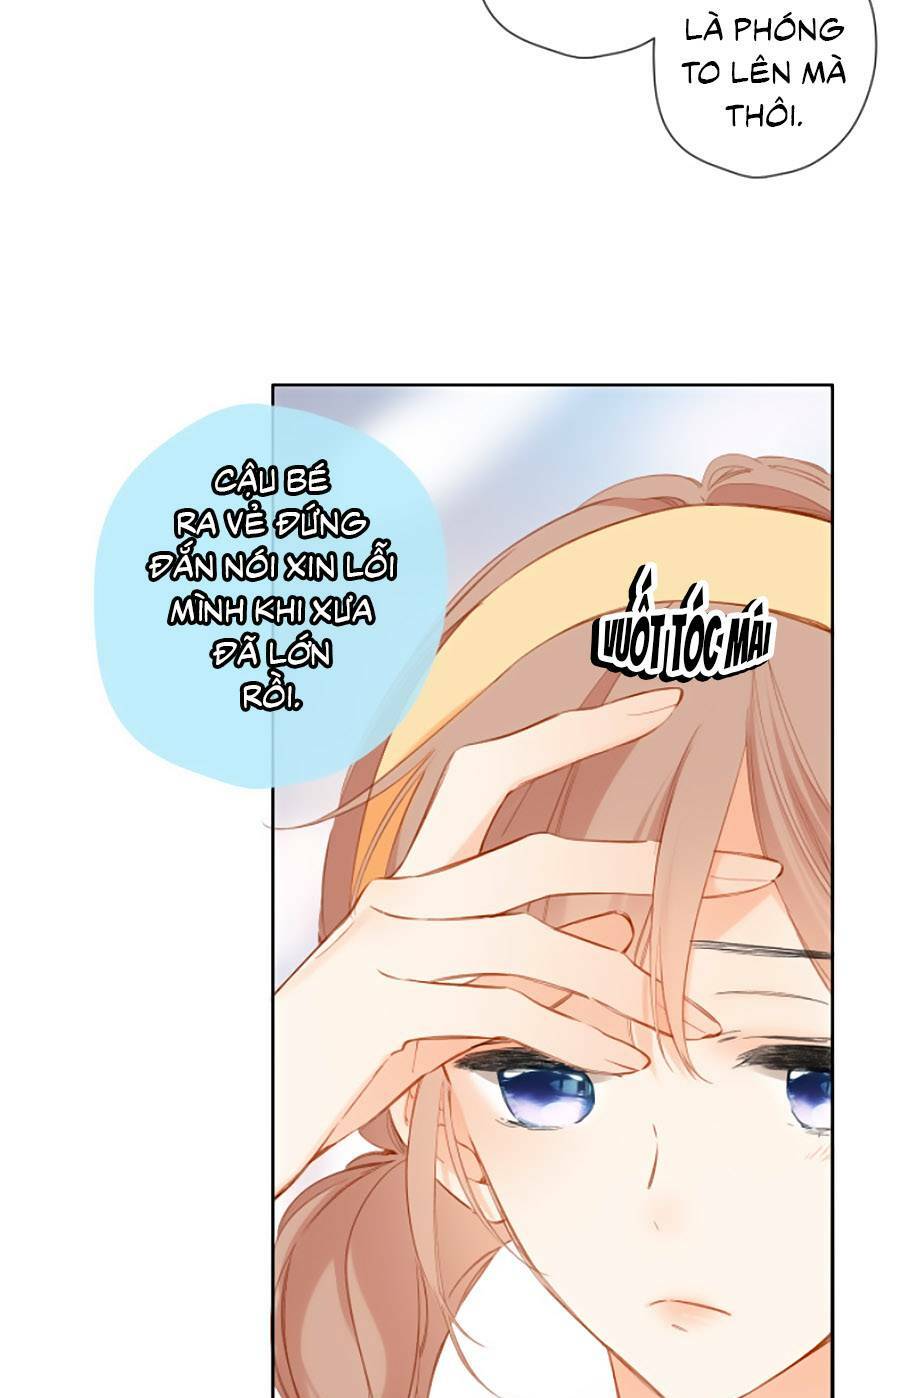 LÀ PHÓNG
TO LÊN MÀ
THÔI.
CẬU BÉ
RA VẺ ĐỨNG
ĐẮN NÓI XIN LỖI
MÌNH KHI XƯA
ĐÃ LỚN
RỒI.
VUỐT TÓC MÁI